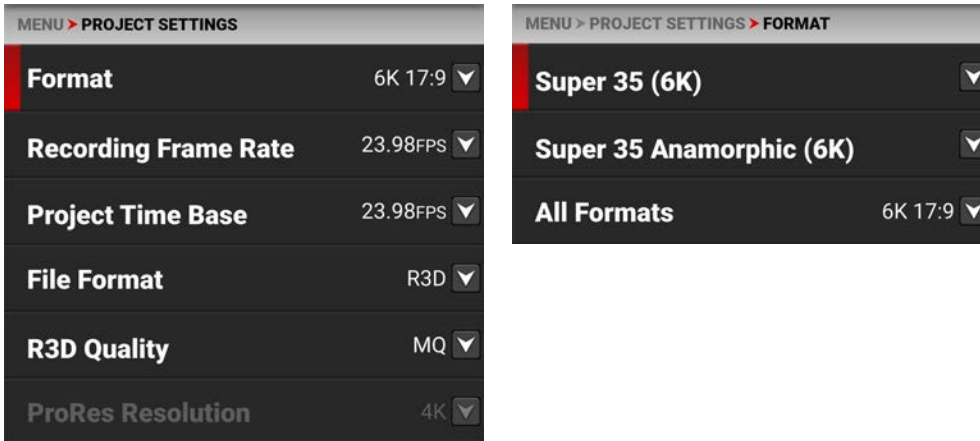 MENU > PROJECT SETTINGS
Format 6K 17:9
Recording Frame Rate 23.98FPS
Project Time Base 23.98FPS
File Format R3D
R3D Quality MQ
ProRes Resolution 4K
MENU > PROJECT SETTINGS > FORMAT
Super 35 (6K)
Super 35 Anamorphic (6K)
All Formats 6K 17:9